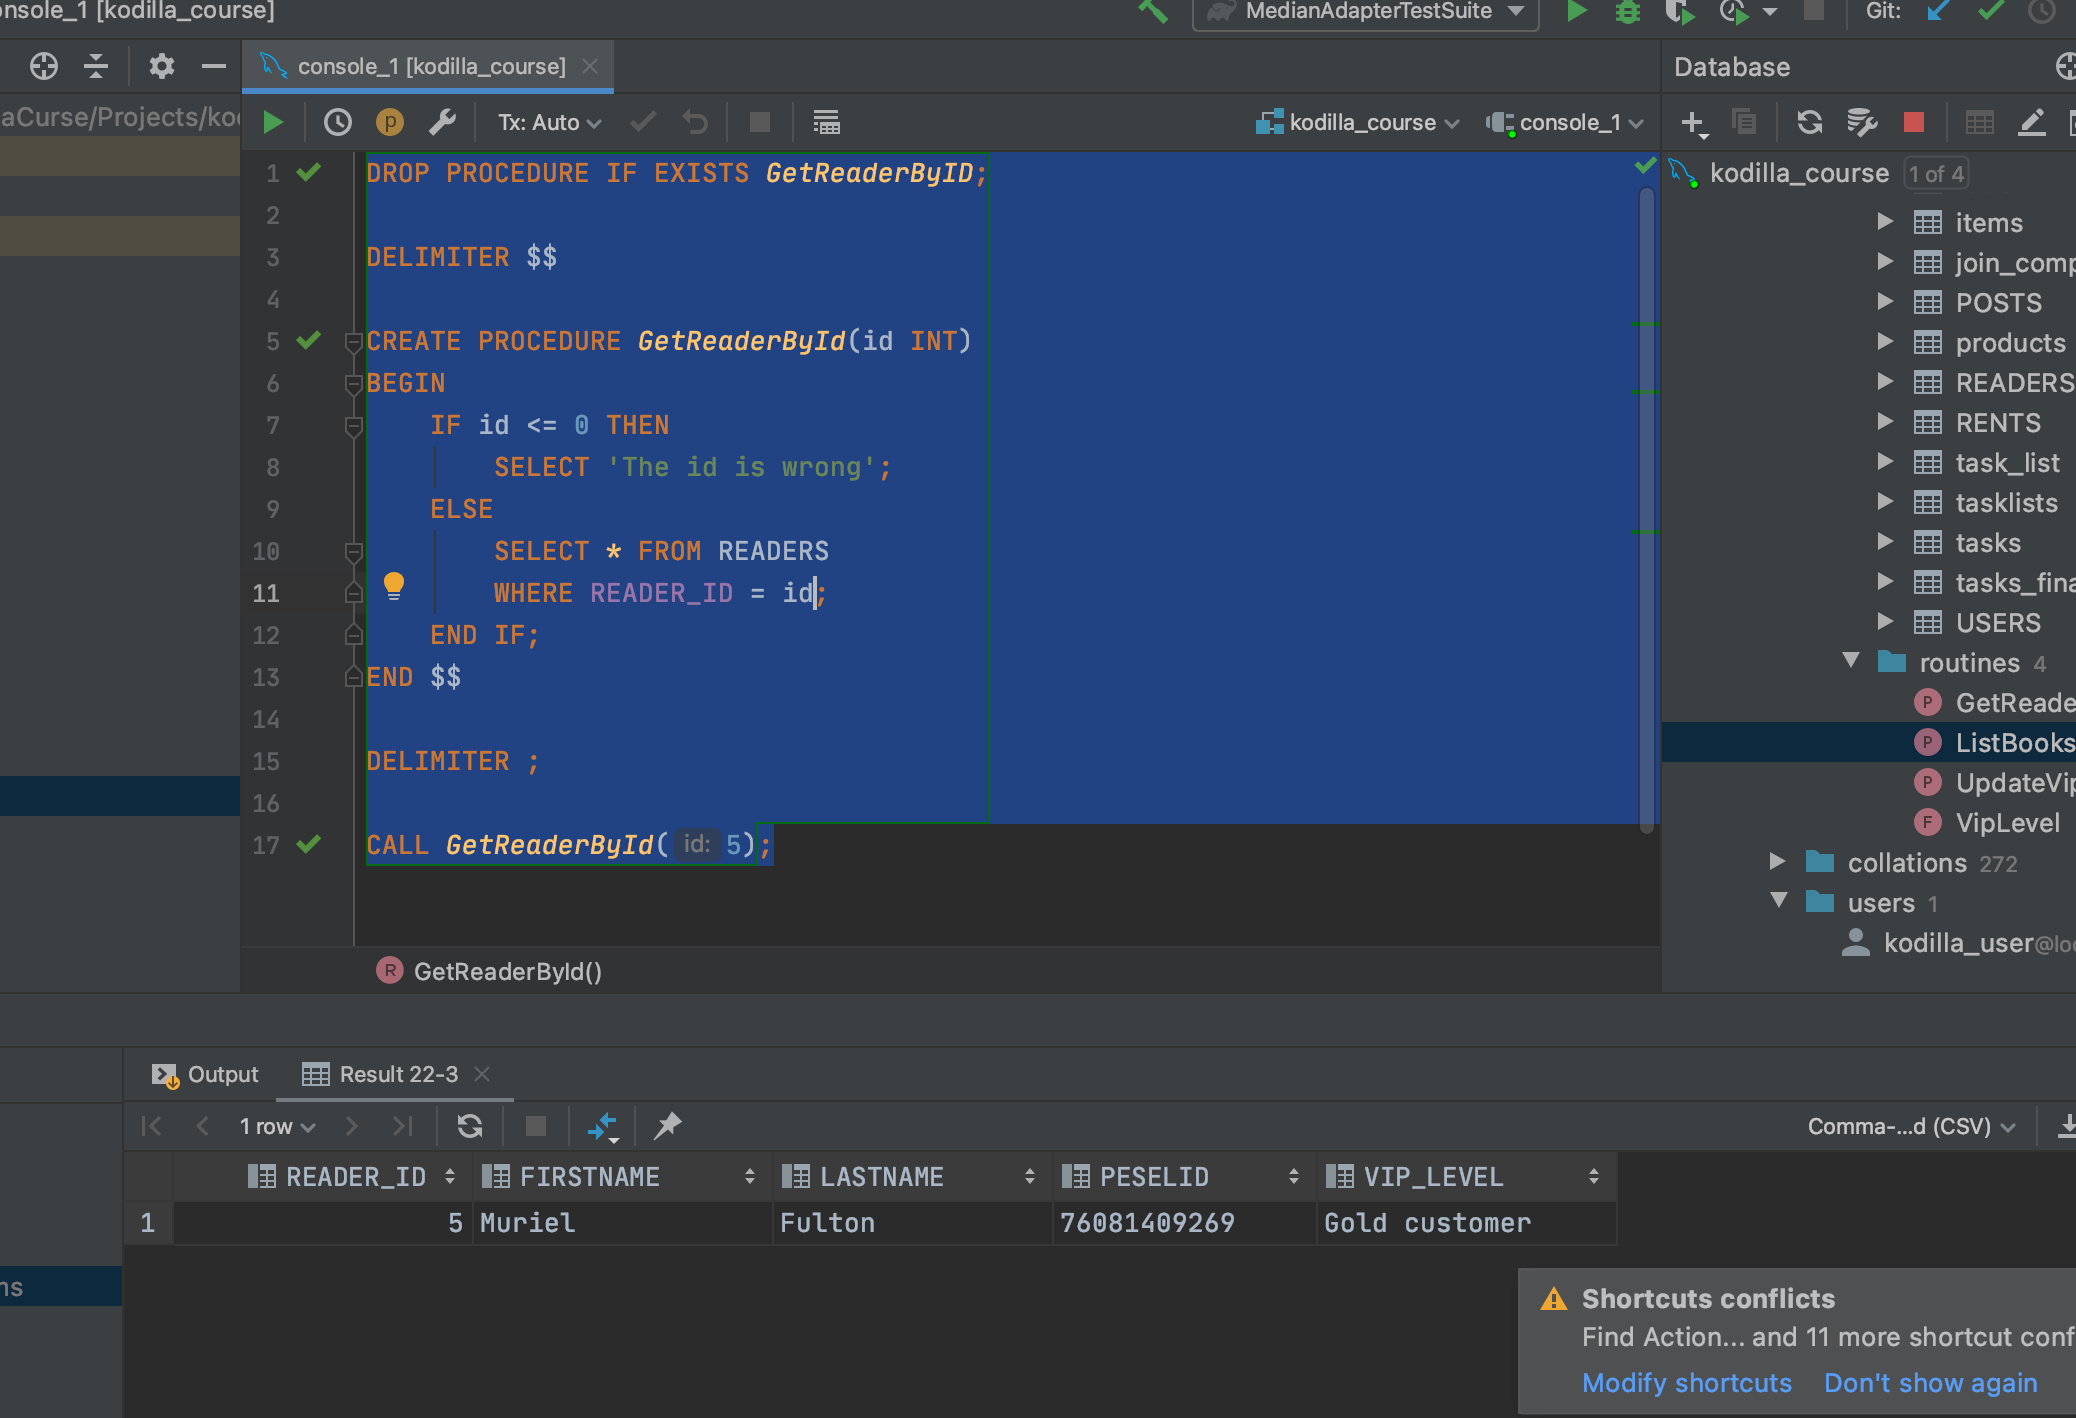 console_1 [kodilla_course]
MedianAdapterTestSuite
Git:
console_1 [kodilla_course]
Database
Tx: Auto
kodilla_course
console_1
kodilla_course 1 of 4
1 DROP PROCEDURE IF EXISTS GetReaderByID;
2
3 DELIMITER $$
4
5 CREATE PROCEDURE GetReaderById(id INT)
6 BEGIN
7 IF id <= 0 THEN
8 SELECT 'The id is wrong';
9 ELSE
10 SELECT * FROM READERS
11 WHERE READER_ID = id;
12 END IF;
13 END $$
14
15 DELIMITER ;
16
17 CALL GetReaderById( id: 5);
R GetReaderById()
items
join_comp
POSTS
products
READERS
RENTS
task_list
tasklists
tasks
tasks_fina
USERS
routines 4
P GetReade
P ListBooks
P UpdateVip
F VipLevel
collations 272
users 1
kodilla_user@loc
Output
Result 22-3
1 row
Comma-...d (CSV)
READER_ID FIRSTNAME LASTNAME PESELID VIP_LEVEL
1 5 Muriel Fulton 76081409269 Gold customer
ns
Shortcuts conflicts
Find Action... and 11 more shortcut conf
Modify shortcuts Don't show again